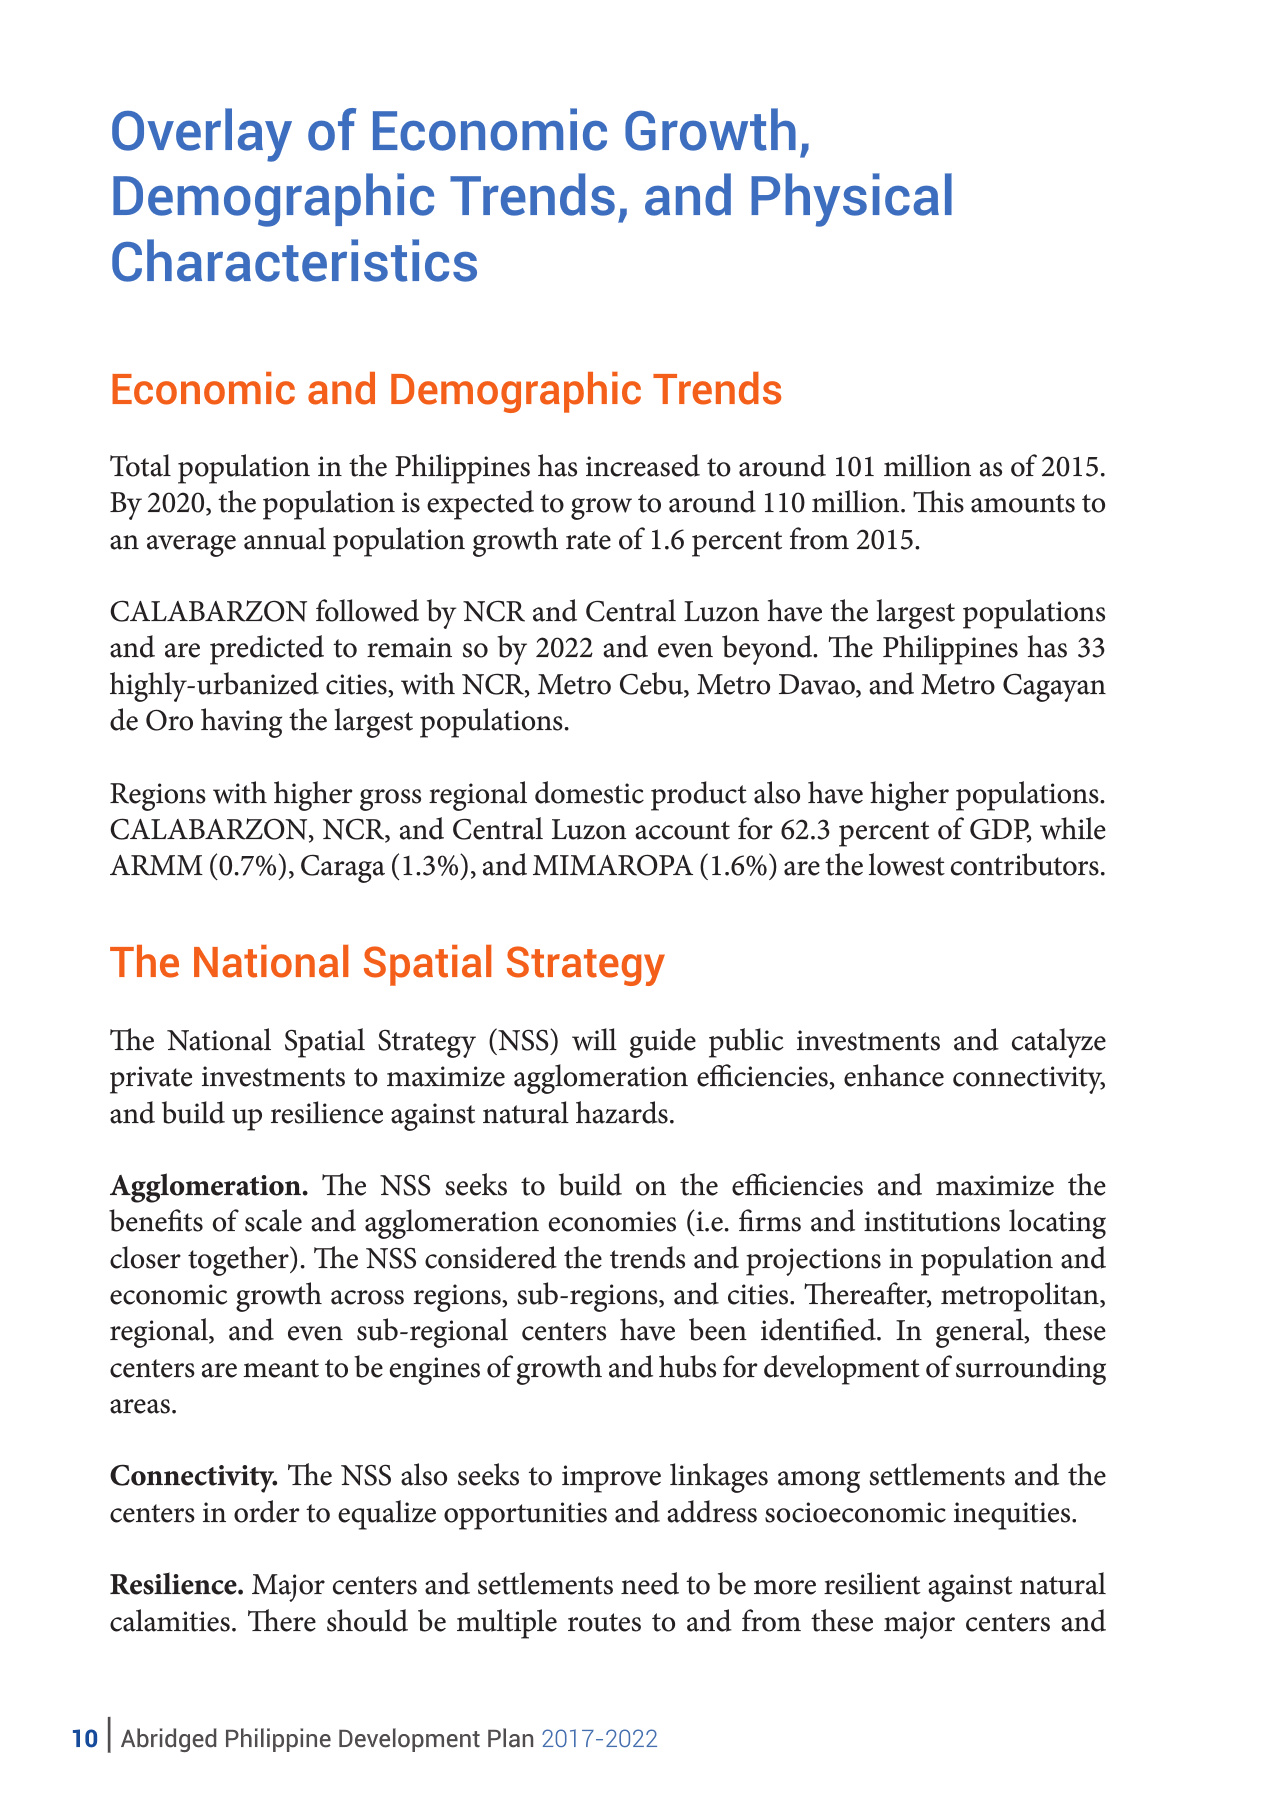 Overlay of Economic Growth,
Demographic Trends, and Physical
Characteristics
Economic and Demographic Trends
Total population in the Philippines has increased to around 101 million as of 2015.
By 2020, the population is expected to grow to around 110 million. This amounts to
an average annual population growth rate of 1.6 percent from 2015.
CALABARZON followed by NCR and Central Luzon have the largest populations
and are predicted to remain so by 2022 and even beyond. The Philippines has 33
highly-urbanized cities, with NCR, Metro Cebu, Metro Davao, and Metro Cagayan
de Oro having the largest populations.
Regions with higher gross regional domestic product also have higher populations.
CALABARZON, NCR, and Central Luzon account for 62.3 percent of GDP, while
ARMM (0.7%), Caraga (1.3%), and MIMAROPA (1.6%) are the lowest contributors.
The National Spatial Strategy
The National Spatial Strategy (NSS) will guide public investments and catalyze
private investments to maximize agglomeration efficiencies, enhance connectivity,
and build up resilience against natural hazards.
Agglomeration. The NSS seeks to build on the efficiencies and maximize the
benefits of scale and agglomeration economies (i.e. firms and institutions locating
closer together). The NSS considered the trends and projections in population and
economic growth across regions, sub-regions, and cities. Thereafter, metropolitan,
regional, and even sub-regional centers have been identified. In general, these
centers are meant to be engines of growth and hubs for development of surrounding
areas.
Connectivity. The NSS also seeks to improve linkages among settlements and the
centers in order to equalize opportunities and address socioeconomic inequities.
Resilience. Major centers and settlements need to be more resilient against natural
calamities. There should be multiple routes to and from these major centers and
10 | Abridged Philippine Development Plan 2017-2022